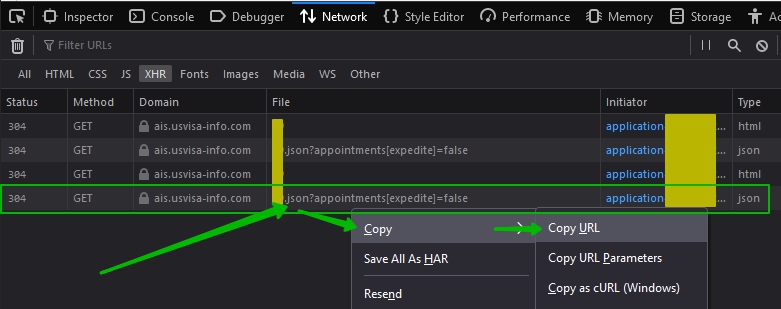 Inspector Console Debugger Network Style Editor Performance Memory Storage
Filter URLs
All HTML CSS JS XHR Fonts Images Media WS Other
Status Method Domain File Initiator Type
304 GET ais.usvisa-info.com application ... html
304 GET ais.usvisa-info.com .json?appointments[expedite]=false application ... json
304 GET ais.usvisa-info.com application ... html
304 GET ais.usvisa-info.com .json?appointments[expedite]=false application ... json
Copy
Copy URL
Save All As HAR
Copy URL Parameters
Resend
Copy as cURL (Windows)